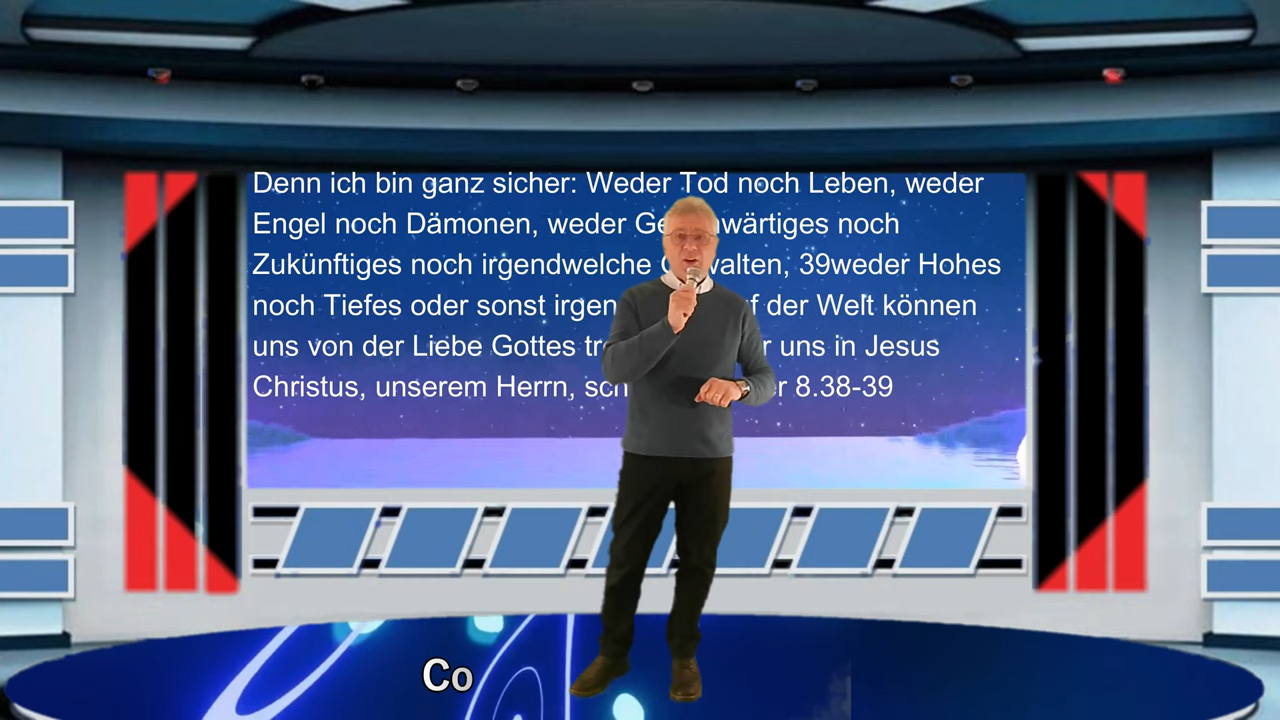 Denn ich bin ganz sicher: Weder Tod noch Leben, weder
Engel noch Dämonen, weder noch
Zukünftiges noch irgendwelche 39weder Hohes
noch Tiefes oder sonst der Welt können
uns von der Liebe Gottes uns in Jesus
Christus, unserem Herrn, 8.38-39
Co